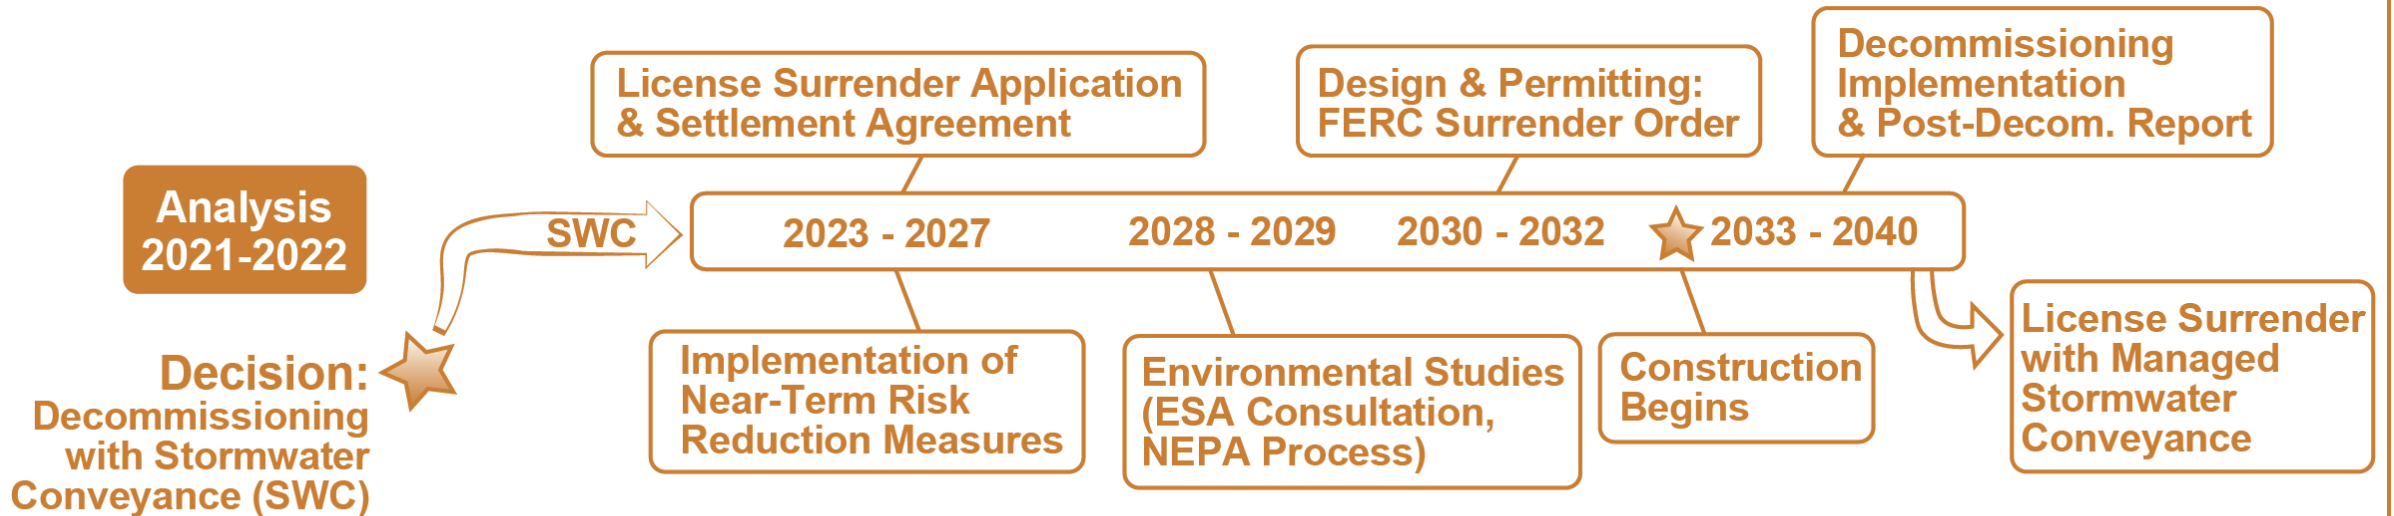 Analysis
2021-2022
Decision:
Decommissioning
with Stormwater
Conveyance (SWC)
SWC
License Surrender Application
& Settlement Agreement
Design & Permitting:
FERC Surrender Order
Decommissioning
Implementation
& Post-Decom. Report
2023 - 2027
2028 - 2029
2030 - 2032
2033 - 2040
Implementation of
Near-Term Risk
Reduction Measures
Environmental Studies
(ESA Consultation,
NEPA Process)
Construction
Begins
License Surrender
with Managed
Stormwater
Conveyance